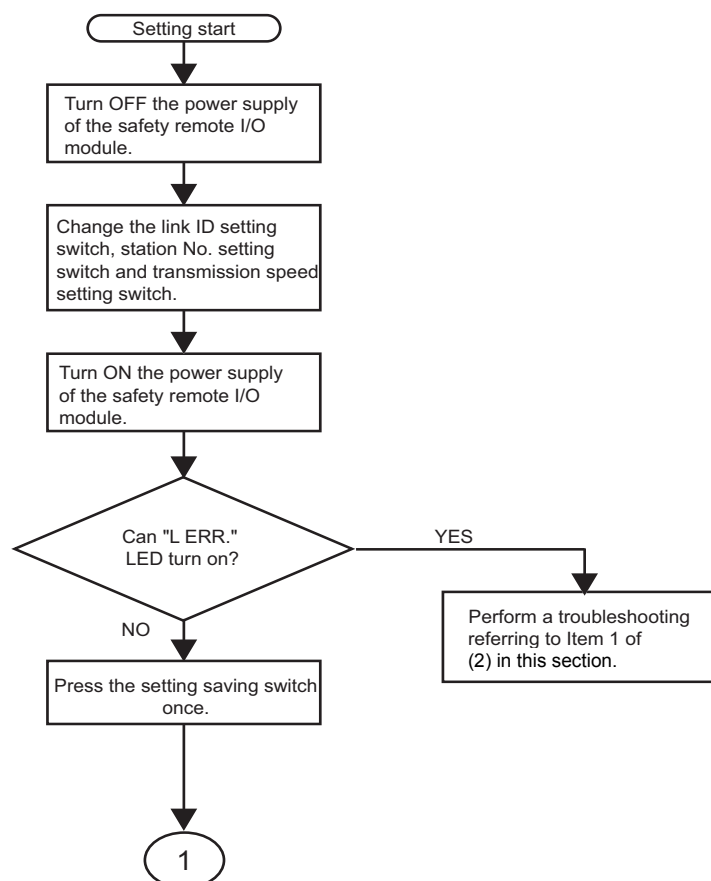 Setting start
Turn OFF the power supply
of the safety remote I/O
module.
Change the link ID setting
switch, station No. setting
switch and transmission speed
setting switch.
Turn ON the power supply
of the safety remote I/O
module.
Can "L ERR."
LED turn on?
YES
Perform a troubleshooting
referring to Item 1 of
(2) in this section.
NO
Press the setting saving switch
once.
1